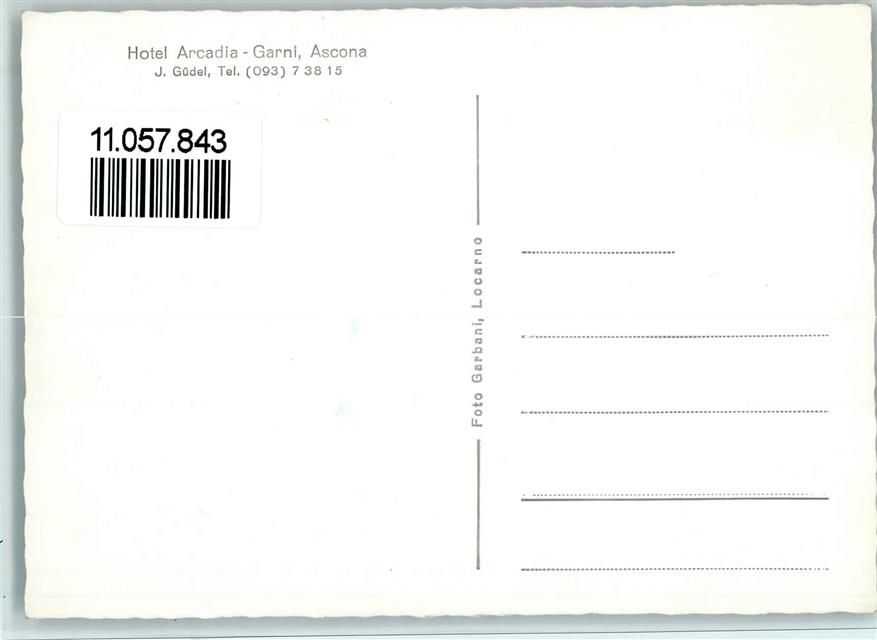 Hotel Arcadia - Garni, Ascona
J. Güdel, Tel. (093) 7 38 15
11.057.843
Foto Garbani, Locarno